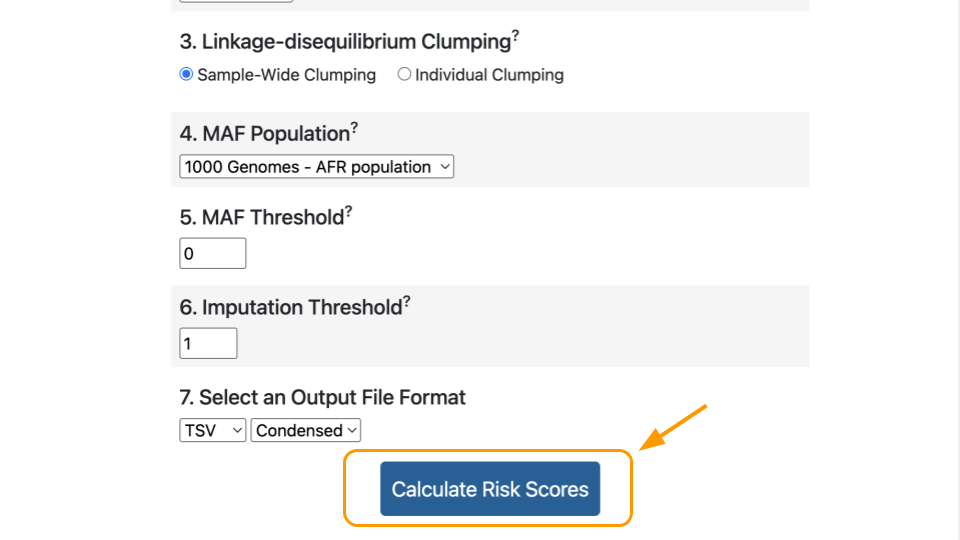 3. Linkage-disequilibrium Clumping?
Sample-Wide Clumping Individual Clumping
4. MAF Population?
1000 Genomes - AFR population
5. MAF Threshold?
0
6. Imputation Threshold?
1
7. Select an Output File Format
TSV Condensed
Calculate Risk Scores